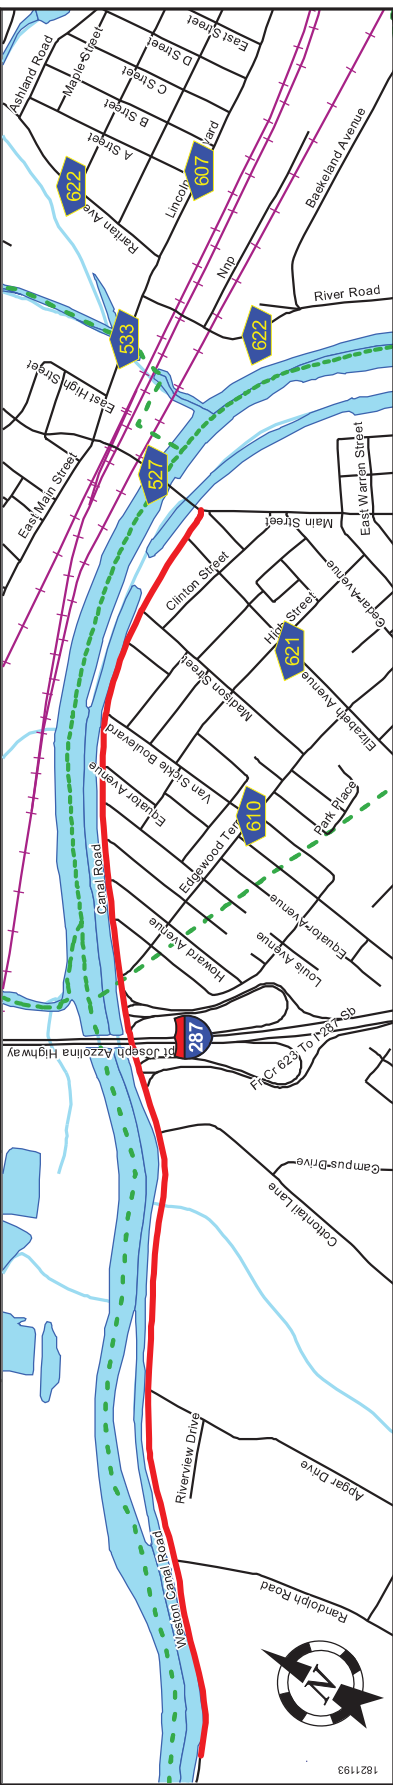 East Street
D Street
C Street
B Street
A Street
Maple Street
Ashland Road
Raritan Ave
Lincoln
yard
622
607
Baekeland Avenue
Nnp
River Road
533
622
East High Street
527
East Main Street
Main Street
East Warren Street
Clinton Street
High Street
Cedar Avenue
621
Madison Street
Elizabeth Avenue
Van Sickle Boulevard
Equator Avenue
610
Edgewood Terr
Park Place
Canal Road
Howard Avenue
Equator Avenue
Louis Avenue
287
pt Joseph Azzolina Highway
Fr Cr 623 To I-287 Sb
Campus Drive
Cottontail Lane
Riverview Drive
Apgar Drive
Weston Canal Road
Randolph Road
N
1821193